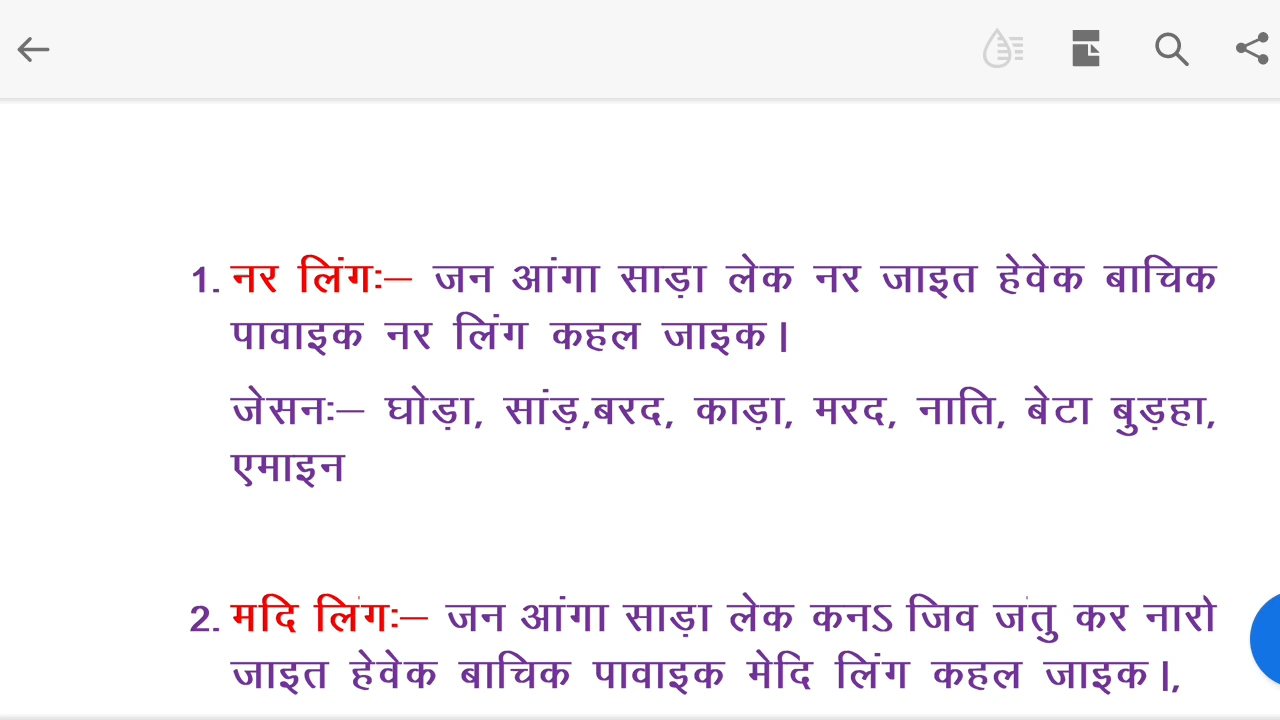 1. नर लिंगः— जन आंगा साड़ा लेक नर जाइत हेवेक बाचिक
पावाइक नर लिंग कहल जाइक |
जेसनः— घोड़ा, सांड़,बरद, काड़ा, मरद, नाति, बेटा बुड़हा,
एमाइन
2. मदि लिंगः— जन आंगा साड़ा लेक कनऽ जिव जंतु कर नारो
जाइत हेवेक बाचिक पावाइक मेदि लिंग कहल जाइक |,